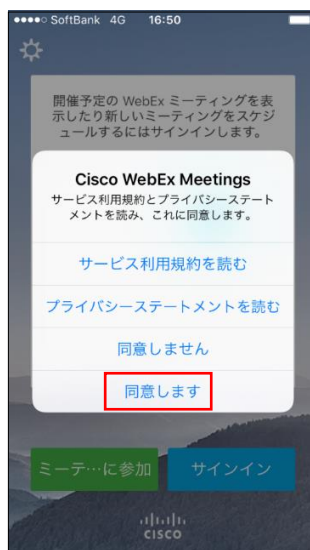 SoftBank 4G 16:50
開催予定の WebEx ミーティングを表
示したり新しいミーティングをスケジ
ュールするにはサインインします。
Cisco WebEx Meetings
サービス利用規約とプライバシーステート
メントを読み、これに同意します。
サービス利用規約を読む
プライバシーステートメントを読む
同意しません
同意します
ミーテ…に参加 サインイン
CISCO